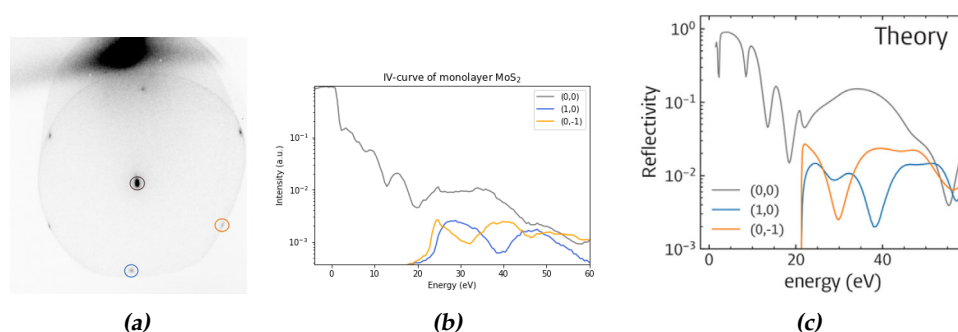 IV-curve of monolayer MoS₂
Intensity (a.u.)
10⁻¹
10⁻²
10⁻³
(0,0)
(1,0)
(0,-1)
0 10 20 30 40 50 60
Energy (eV)
Theory
Reflectivity
10⁰
10⁻¹
10⁻²
10⁻³
(0,0)
(1,0)
(0,-1)
0 20 40 60
energy (eV)
(a) (b) (c)